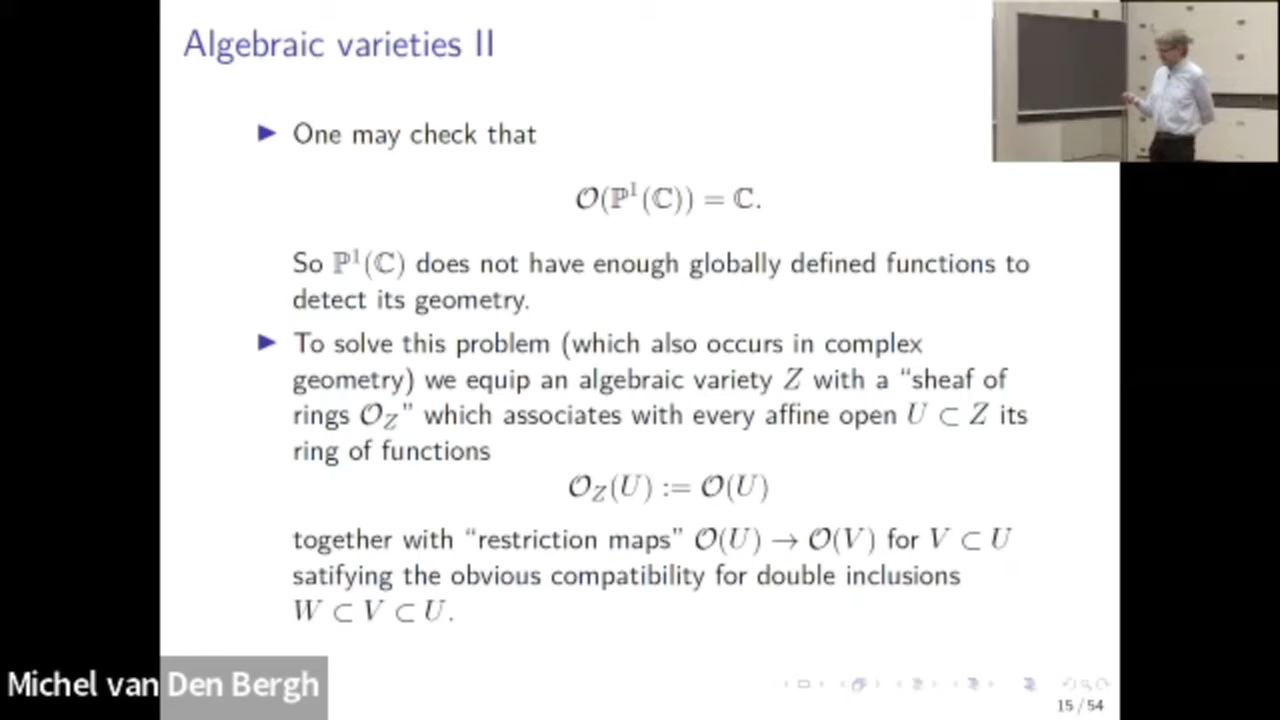 Algebraic varieties II
▶ One may check that
𝒪(ℙ¹(ℂ)) = ℂ.
So ℙ¹(ℂ) does not have enough globally defined functions to
detect its geometry.
▶ To solve this problem (which also occurs in complex
geometry) we equip an algebraic variety Z with a “sheaf of
rings 𝒪_Z” which associates with every affine open U ⊂ Z its
ring of functions
𝒪_Z(U) := 𝒪(U)
together with “restriction maps” 𝒪(U) → 𝒪(V) for V ⊂ U
satifying the obvious compatibility for double inclusions
W ⊂ V ⊂ U.
Michel van Den Bergh
15 / 54